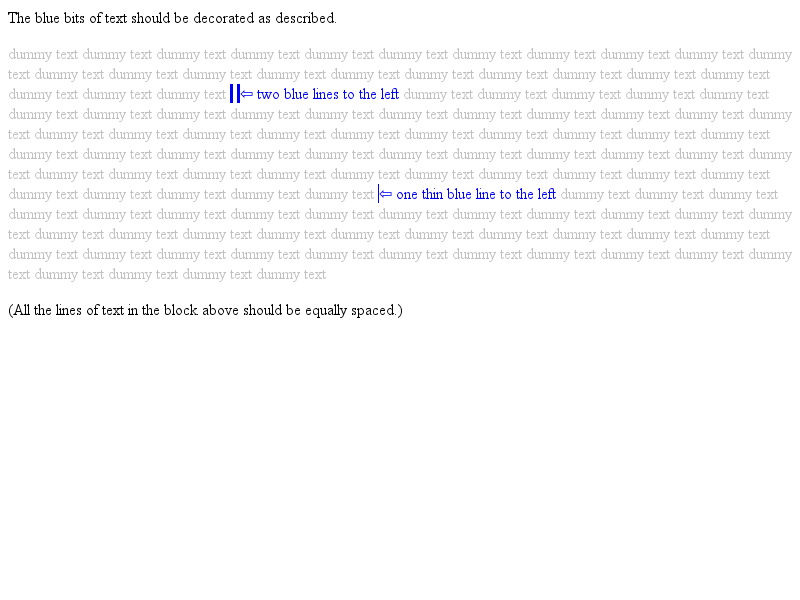 The blue bits of text should be decorated as described.
dummy text dummy text dummy text dummy text dummy text dummy text dummy text dummy text dummy text dummy text dummy
text dummy text dummy text dummy text dummy text dummy text dummy text dummy text dummy text dummy text dummy text
dummy text dummy text dummy text ⇦ two blue lines to the left dummy text dummy text dummy text dummy text dummy text
dummy text dummy text dummy text dummy text dummy text dummy text dummy text dummy text dummy text dummy text dummy
text dummy text dummy text dummy text dummy text dummy text dummy text dummy text dummy text dummy text dummy text
dummy text dummy text dummy text dummy text dummy text dummy text dummy text dummy text dummy text dummy text dummy
text dummy text dummy text dummy text dummy text dummy text dummy text dummy text dummy text dummy text dummy text
dummy text dummy text dummy text dummy text dummy text ⇦ one thin blue line to the left dummy text dummy text dummy text
dummy text dummy text dummy text dummy text dummy text dummy text dummy text dummy text dummy text dummy text dummy
text dummy text dummy text dummy text dummy text dummy text dummy text dummy text dummy text dummy text dummy text
dummy text dummy text dummy text dummy text dummy text dummy text dummy text dummy text dummy text dummy text dummy
text dummy text dummy text dummy text dummy text
(All the lines of text in the block above should be equally spaced.)